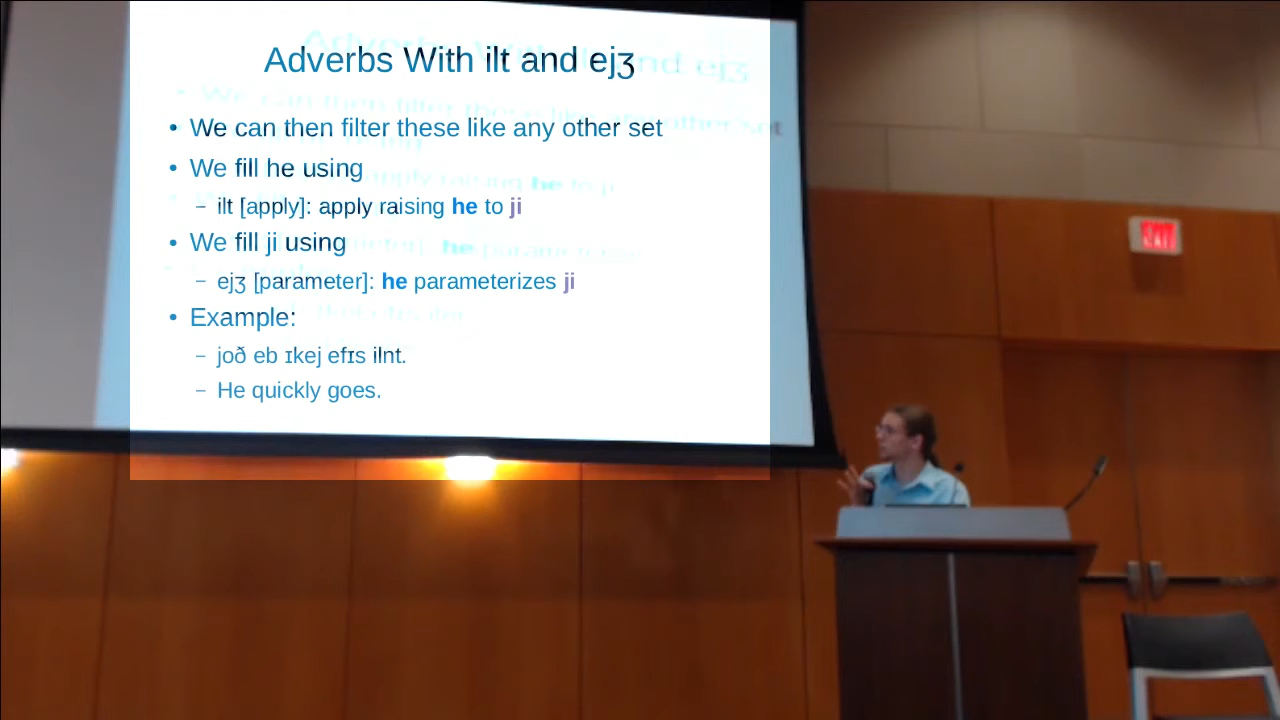 Adverbs With ilt and ejʒ
• We can then filter these like any other set
• We fill he using
– ilt [apply]: apply raising he to ji
• We fill ji using
– ejʒ [parameter]: he parameterizes ji
• Example:
– joð eb ɪkej efɪs ilnt.
– He quickly goes.
EXIT